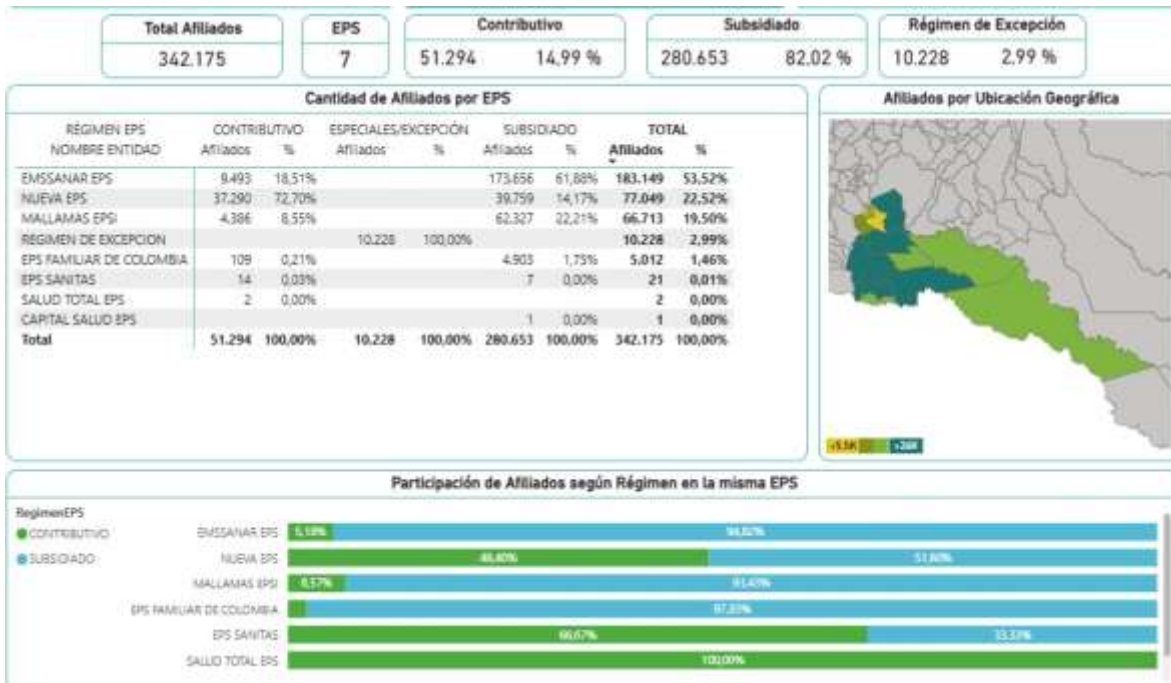 Total Afiliados
342.175
EPS
7
Contributivo
51.294 14,99 %
Subsidiado
280.653 82,02 %
Régimen de Excepción
10.228 2,99 %
Cantidad de Afiliados por EPS
RÉGIMEN EPS CONTRIBUTIVO ESPECIALES/EXCEPCIÓN SUBSIDIADO TOTAL
NOMBRE ENTIDAD Afiliados % Afiliados % Afiliados % Afiliados %
EMSSANAR EPS 9.493 18,51% 173.656 61,88% 183.149 53,52%
NUEVA EPS 37.290 72,70% 39.759 14,17% 77.049 22,52%
MALLAMAS EPSI 4.386 8,55% 62.327 22,21% 66.713 19,50%
REGIMEN DE EXCEPCION 10.228 100,00% 10.228 2,99%
EPS FAMILIAR DE COLOMBIA 109 0,21% 4.903 1,75% 5.012 1,46%
EPS SANITAS 14 0,03% 7 0,00% 21 0,01%
SALUD TOTAL EPS 2 0,00% 2 0,00%
CAPITAL SALUD EPS 1 0,00% 1 0,00%
Total 51.294 100,00% 10.228 100,00% 280.653 100,00% 342.175 100,00%
Afiliados por Ubicación Geográfica
Participación de Afiliados según Régimen en la misma EPS
RegimenEPS
CONTRIBUTIVO
SUBSIDIADO
EMSSANAR EPS 5,18% 94,82%
NUEVA EPS 48,40% 51,60%
MALLAMAS EPSI 6,57% 93,43%
EPS FAMILIAR DE COLOMBIA 97,83%
EPS SANITAS 66,67% 33,33%
SALUD TOTAL EPS 100,00%